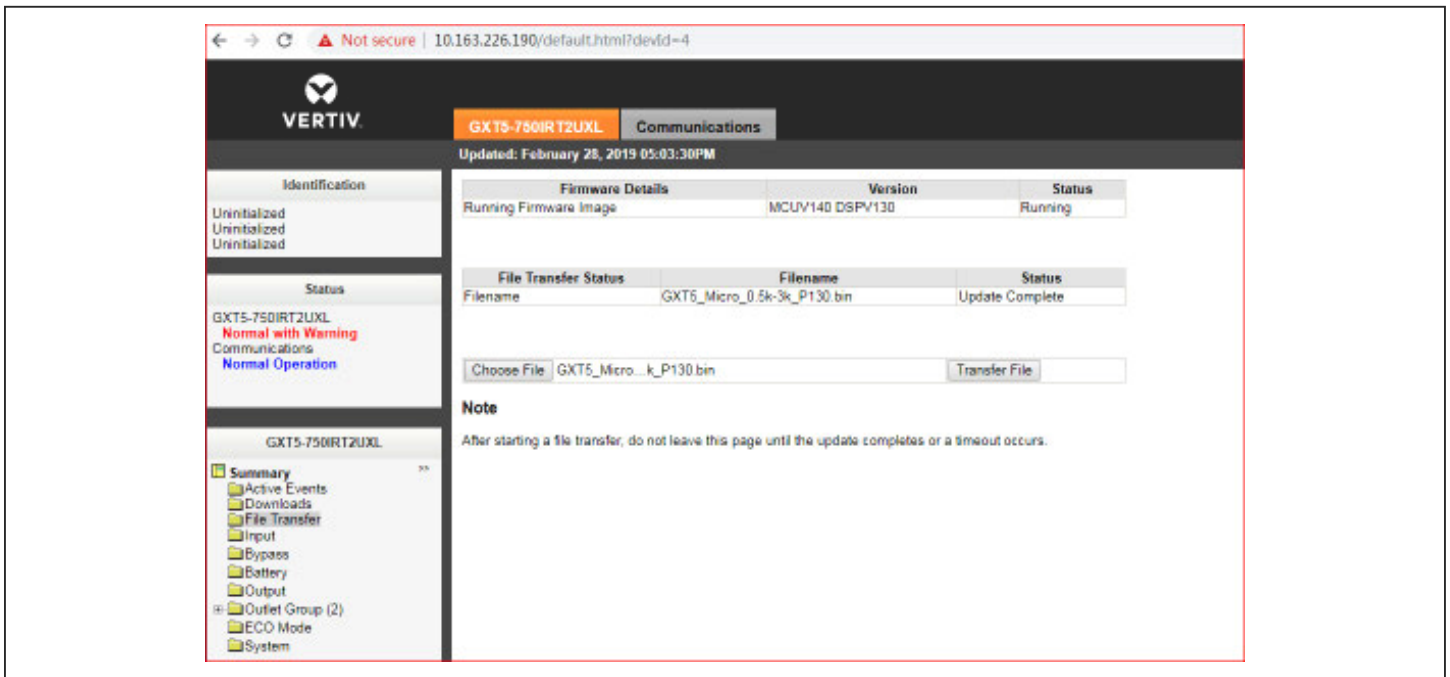 Not secure | 10.163.226.190/default.html?devId=4
VERTIV.
GXT5-750IRT2UXL Communications
Updated: February 28, 2019 05:03:30PM
Identification
Uninitialized
Uninitialized
Uninitialized
Status
GXT5-750IRT2UXL
Normal with Warning
Communications
Normal Operation
GXT5-750IRT2UXL
Summary >>
Active Events
Downloads
File Transfer
Input
Bypass
Battery
Output
Outlet Group (2)
ECO Mode
System
Firmware Details Version Status
Running Firmware Image MCUV140 DSPV130 Running
File Transfer Status Filename Status
Filename GXT5_Micro_0.5k-3k_P130.bin Update Complete
Choose File GXT5_Micro...k_P130.bin Transfer File
Note
After starting a file transfer, do not leave this page until the update completes or a timeout occurs.